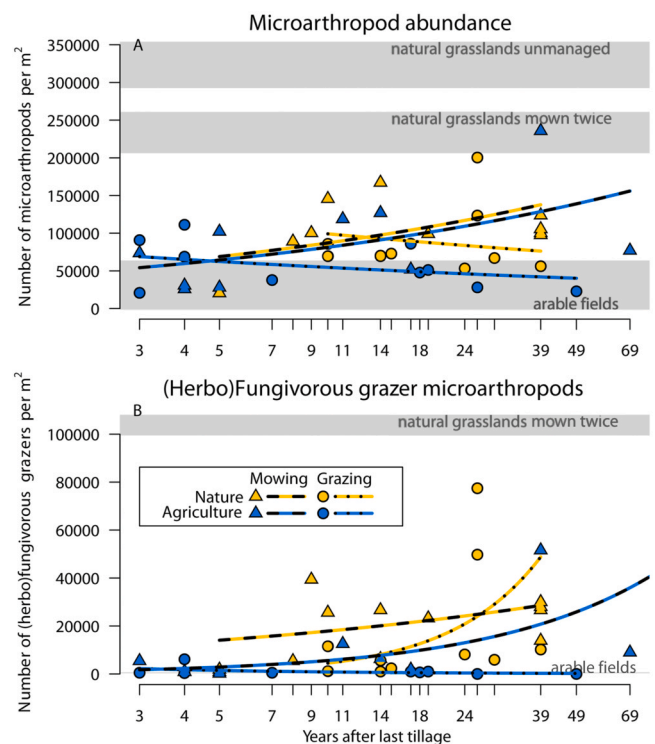 Microarthropod abundance
A
Number of microarthropods per m2
350000
300000
250000
200000
150000
100000
50000
0
natural grasslands unmanaged
natural grasslands mown twice
arable fields
3 4 5 7 9 11 14 18 24 39 49 69
(Herbo)Fungivorous grazer microarthropods
B
Number of (herbo)fungivorous grazers per m2
100000
80000
60000
40000
20000
0
natural grasslands mown twice
Mowing Grazing
Nature
Agriculture
arable fields
3 4 5 7 9 11 14 18 24 39 49 69
Years after last tillage